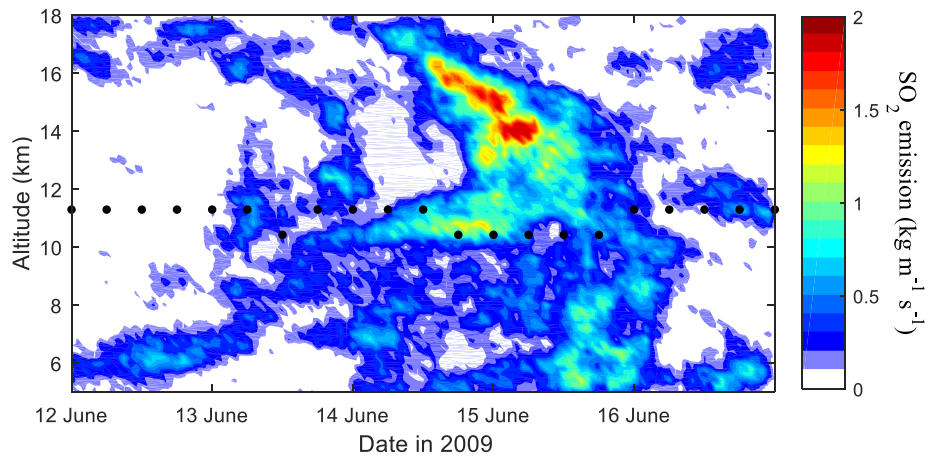 18
16
14
12
10
8
6
Altitude (km)
12 June
13 June
14 June
15 June
16 June
Date in 2009
2
1.5
1
0.5
0
SO2 emission (kg m-1 s-1)